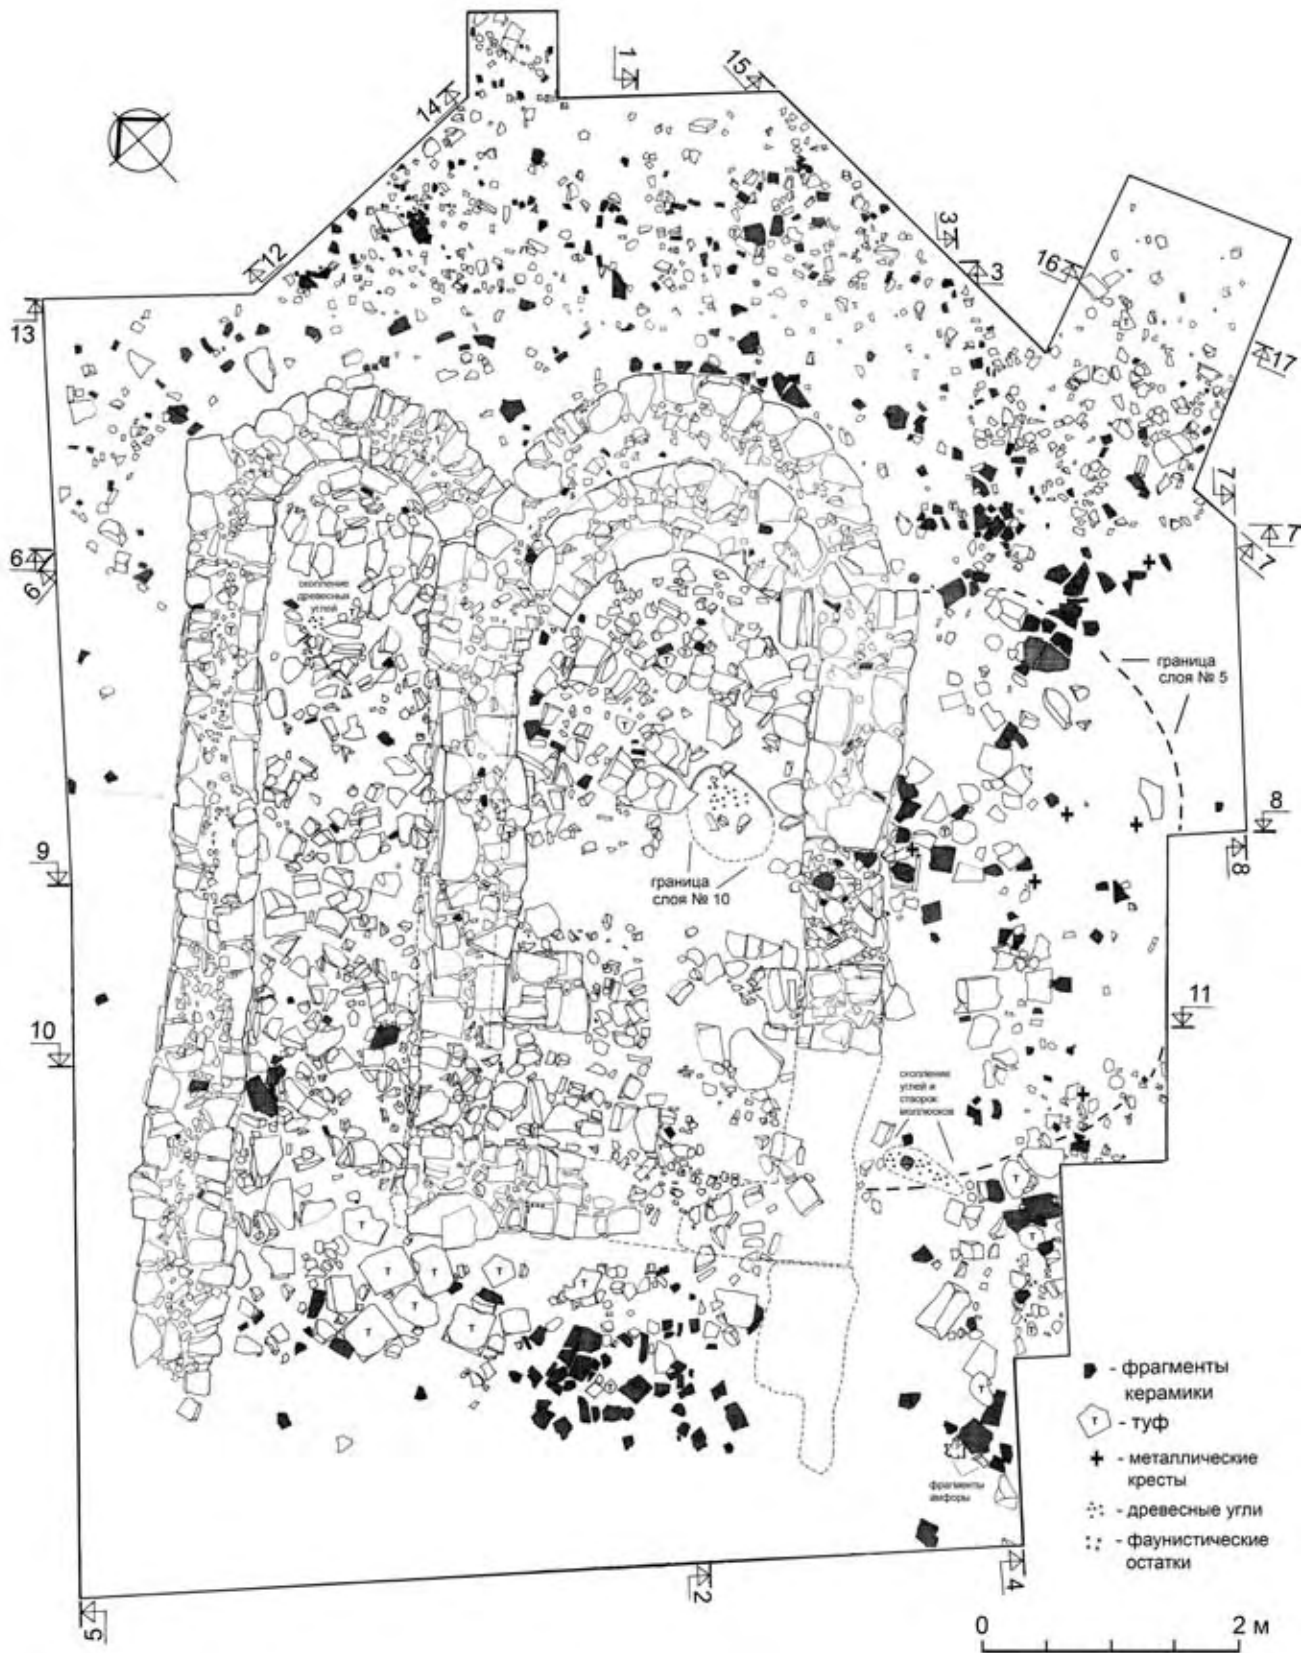 1
15
14
3
3
16
12
13
17
7
7
7
6
6
скопление
древесных
углей
т
т
т
т
т
т
граница
слоя № 5
8
8
9
граница
слоя № 10
т
11
10
скопление
углей и
створок
моллюсков
т
т
т
т
т
т
т
т
т
т
т
т
т
фрагменты
амфоры
- фрагменты
керамики
т - туф
- металлические
кресты
- древесные угли
- фаунистические
остатки
2
4
5
0 2 м